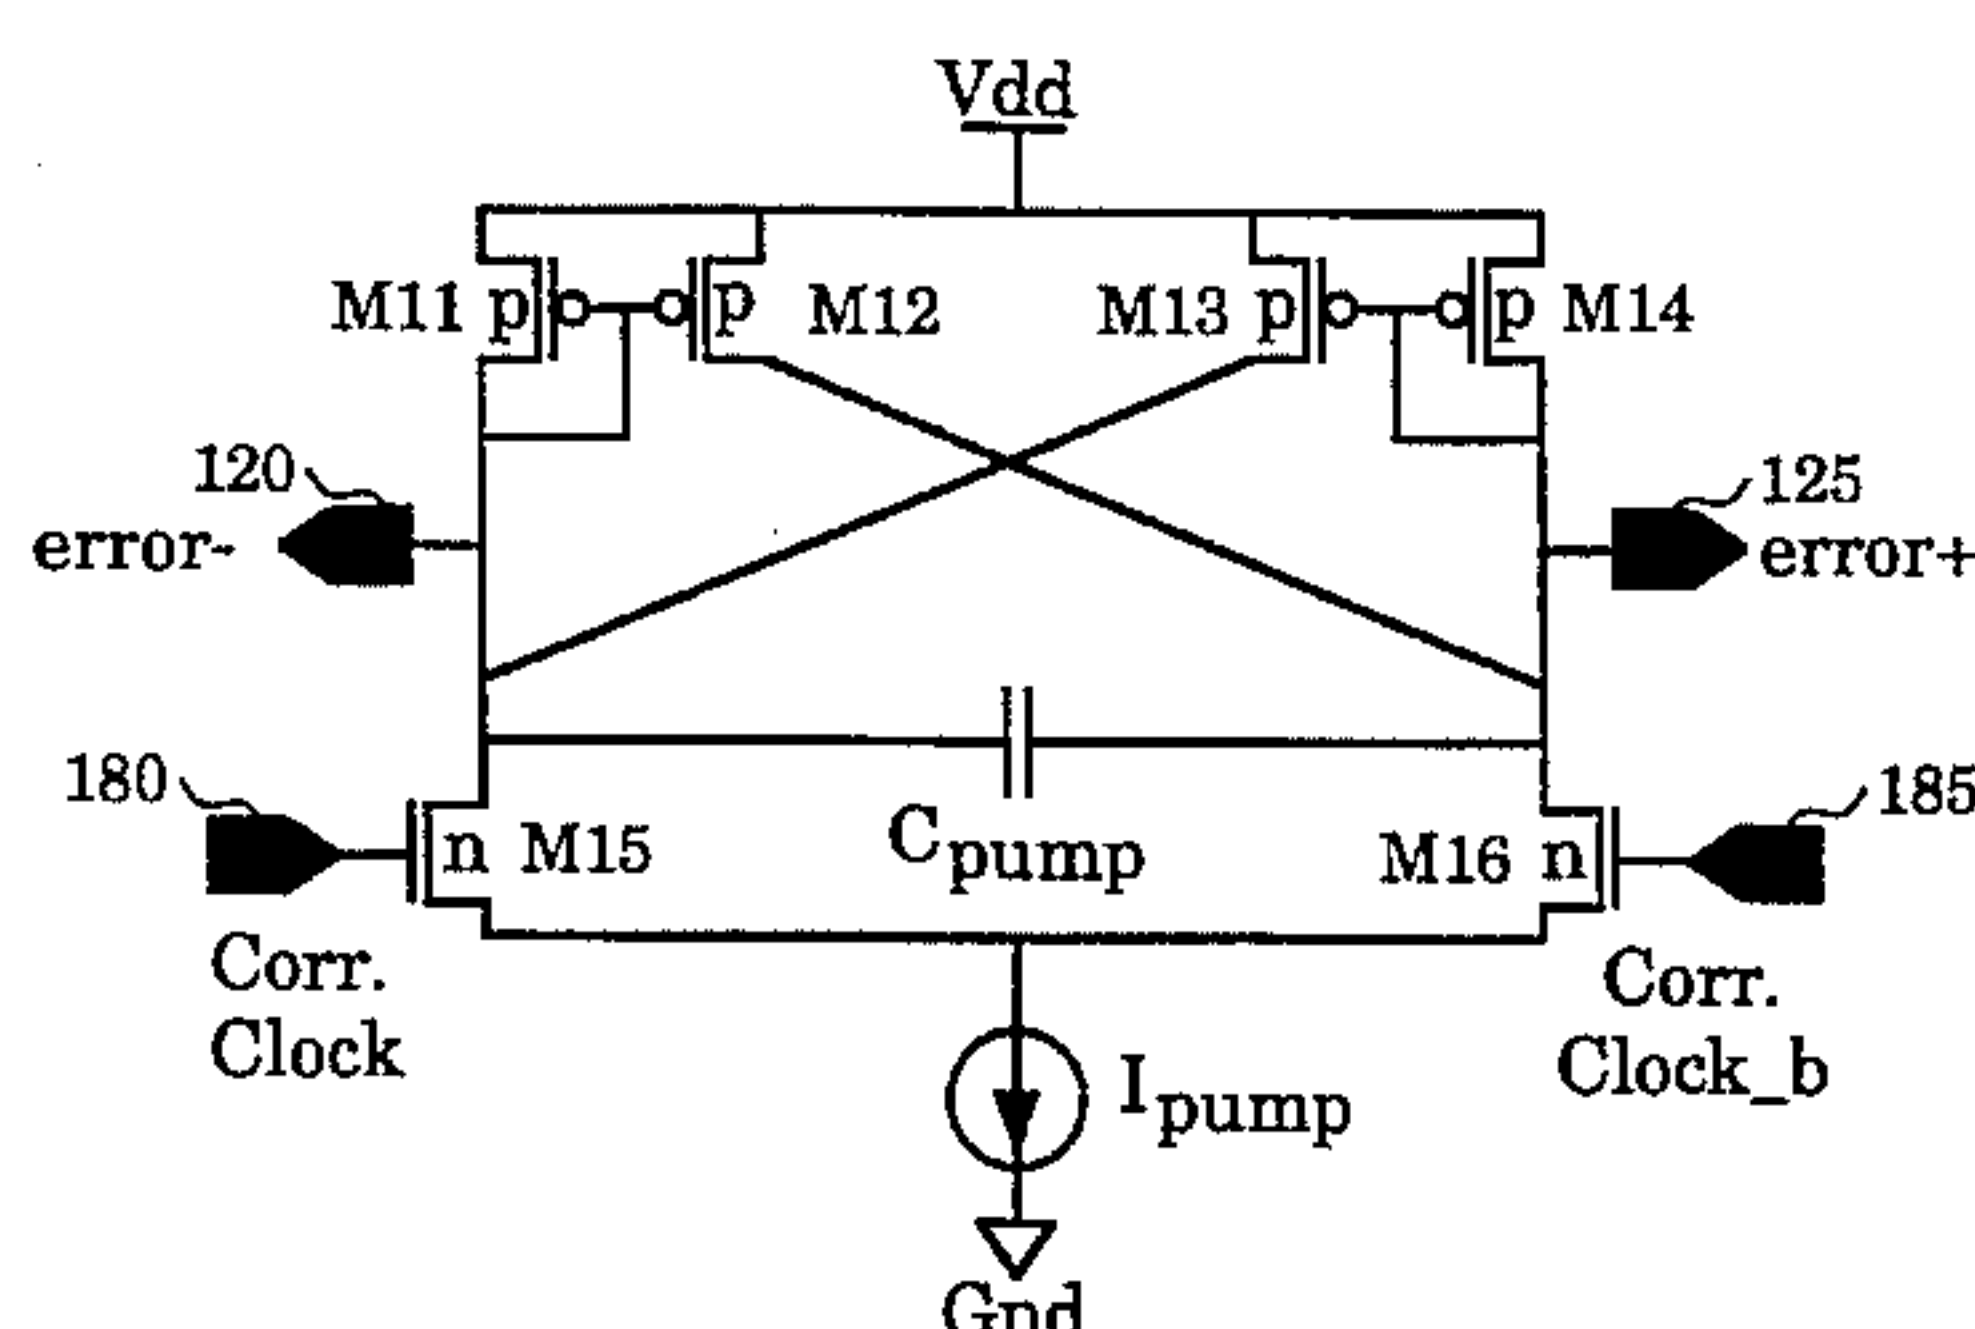 Vdd
M11 p p M12 M13 p p M14
120 125
error- error+
180 185
n M15 Cpump M16 n
Corr.
Clock
Corr.
Clock_b
Ipump
Gnd